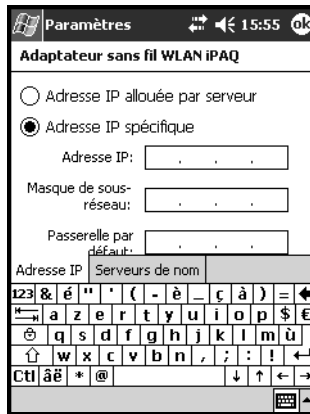 Paramètres 15:55 ok
Adaptateur sans fil WLAN iPAQ
Adresse IP allouée par serveur
Adresse IP spécifique
Adresse IP: . . .
Masque de sous-
réseau: . . .
Passerelle par
défaut: . . .
Adresse IP Serveurs de nom
123 & é " ' ( - è _ ç à ) =
a z e r t y u i o p $ €
q s d f g h j k l m ù
w x c v b n , ; : !
Ctl áë * @ ↓ ↑ ← →